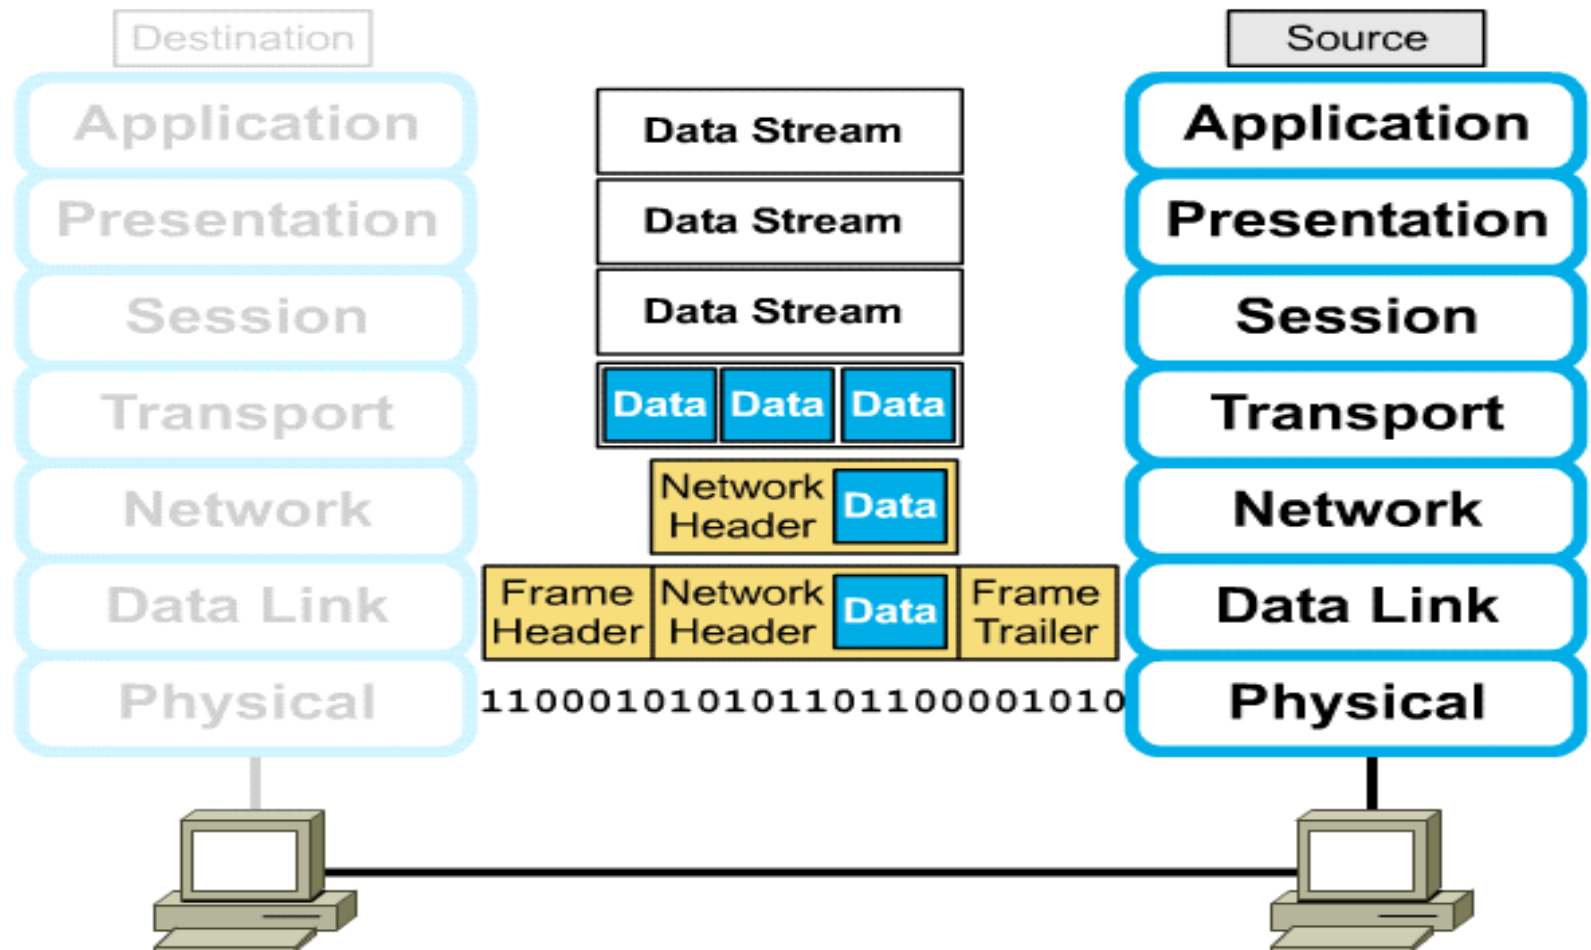 Destination
Source
Application
Data Stream
Application
Presentation
Data Stream
Presentation
Session
Data Stream
Session
Transport
Data Data Data
Transport
Network
Network
Header
Data
Network
Data Link
Frame
Header
Network
Header
Data
Frame
Trailer
Data Link
Physical
110001010101101100001010
Physical